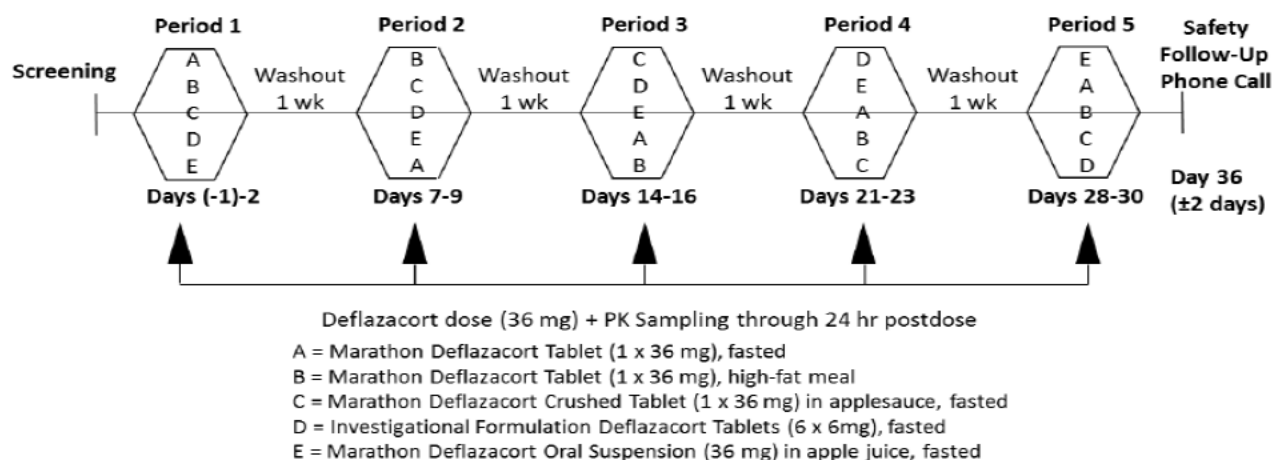 Period 1 Period 2 Period 3 Period 4 Period 5 Safety Follow-Up Phone Call
Screening
A B C D E
Washout 1 wk
B C D E A
Washout 1 wk
C D E A B
Washout 1 wk
D E A B C
Washout 1 wk
E A B C D
Days (-1)-2 Days 7-9 Days 14-16 Days 21-23 Days 28-30 Day 36 (±2 days)
Deflazacort dose (36 mg) + PK Sampling through 24 hr postdose
A = Marathon Deflazacort Tablet (1 x 36 mg), fasted
B = Marathon Deflazacort Tablet (1 x 36 mg), high-fat meal
C = Marathon Deflazacort Crushed Tablet (1 x 36 mg) in applesauce, fasted
D = Investigational Formulation Deflazacort Tablets (6 x 6mg), fasted
E = Marathon Deflazacort Oral Suspension (36 mg) in apple juice, fasted